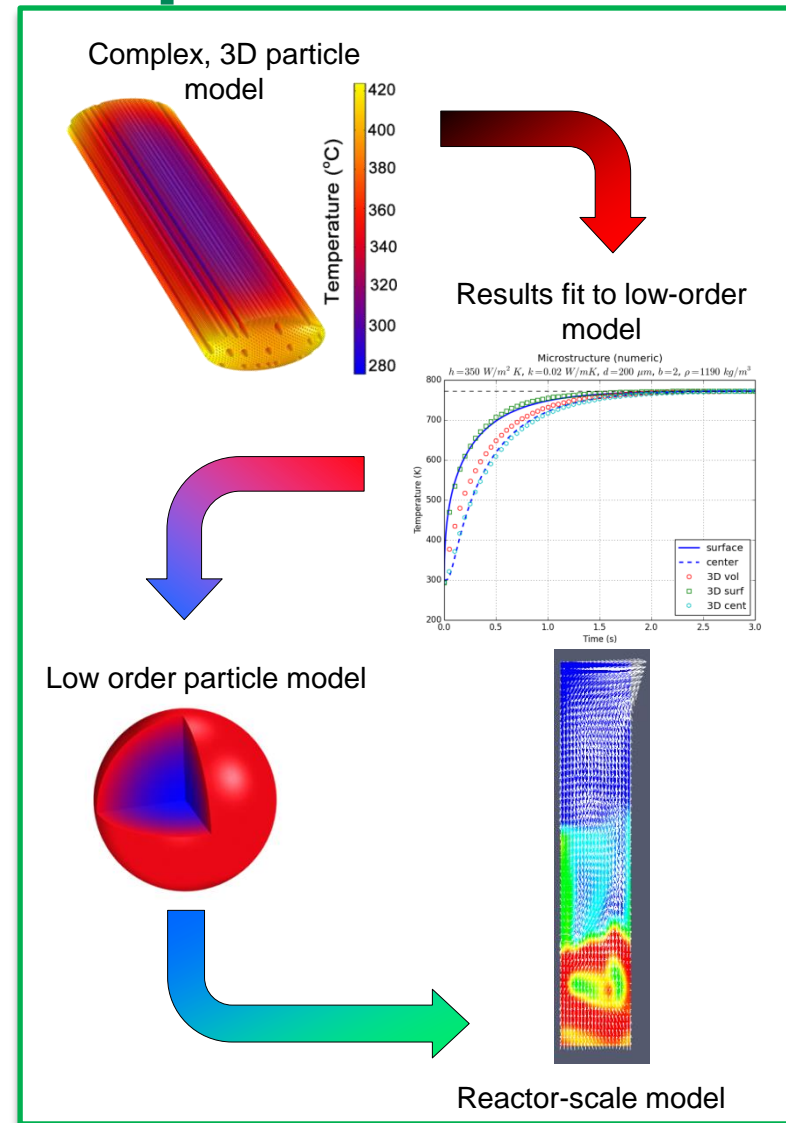 Complex, 3D particle
model
Temperature (°C)
420
400
380
360
340
320
300
280
Results fit to low-order
model
Microstructure (numeric)
h=350 W/m² K, k=0.02 W/mK, d=200 μm, b=2, ρ=1190 kg/m³
Temperature (K)
800
700
600
500
400
300
200
surface
center
3D vol
3D surf
3D cent
0.0 0.5 1.0 1.5 2.0 2.5 3.0
Time (s)
Low order particle model
Reactor-scale model